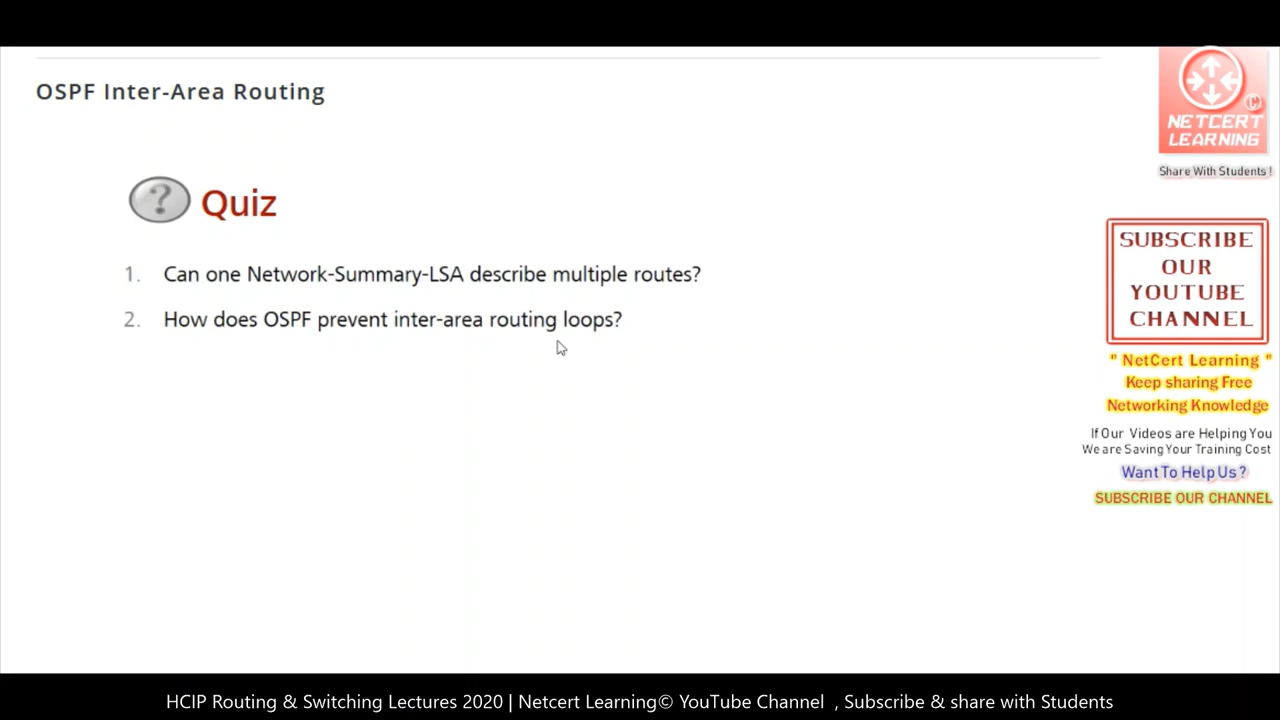 OSPF Inter-Area Routing
NETCERT
LEARNING
©
Share With Students !
?
Quiz
1. Can one Network-Summary-LSA describe multiple routes?
2. How does OSPF prevent inter-area routing loops?
SUBSCRIBE
OUR
YOUTUBE
CHANNEL
" NetCert Learning "
Keep sharing Free
Networking Knowledge
If Our Videos are Helping You
We are Saving Your Training Cost
Want To Help Us ?
SUBSCRIBE OUR CHANNEL
HCIP Routing & Switching Lectures 2020 | Netcert Learning© YouTube Channel , Subscribe & share with Students